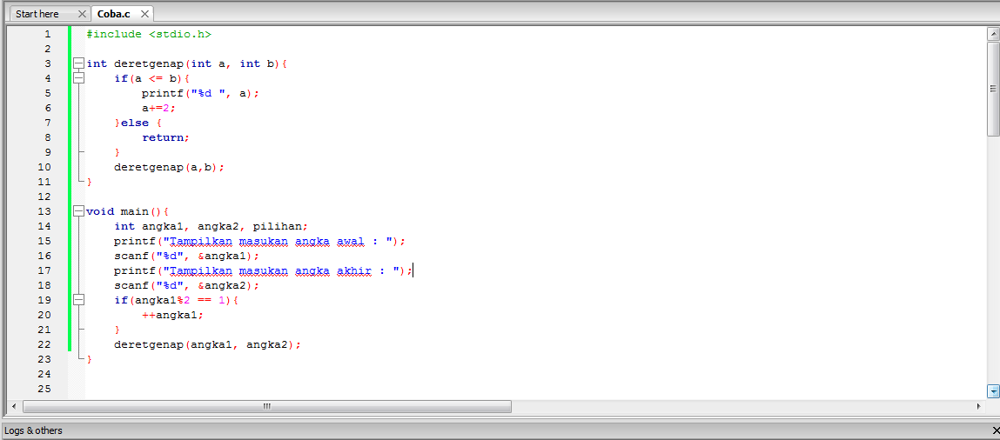 Start here Coba.c
1 #include <stdio.h>
2
3 int deretgenap(int a, int b){
4     if(a <= b){
5         printf("%d ", a);
6         a+=2;
7     }else {
8         return;
9     }
10     deretgenap(a,b);
11 }
12
13 void main(){
14     int angka1, angka2, pilihan;
15     printf("Tampilkan masukan angka awal : ");
16     scanf("%d", &angka1);
17     printf("Tampilkan masukan angka akhir : ");
18     scanf("%d", &angka2);
19     if(angka1%2 == 1){
20         ++angka1;
21     }
22     deretgenap(angka1, angka2);
23 }
24
25
Logs & others